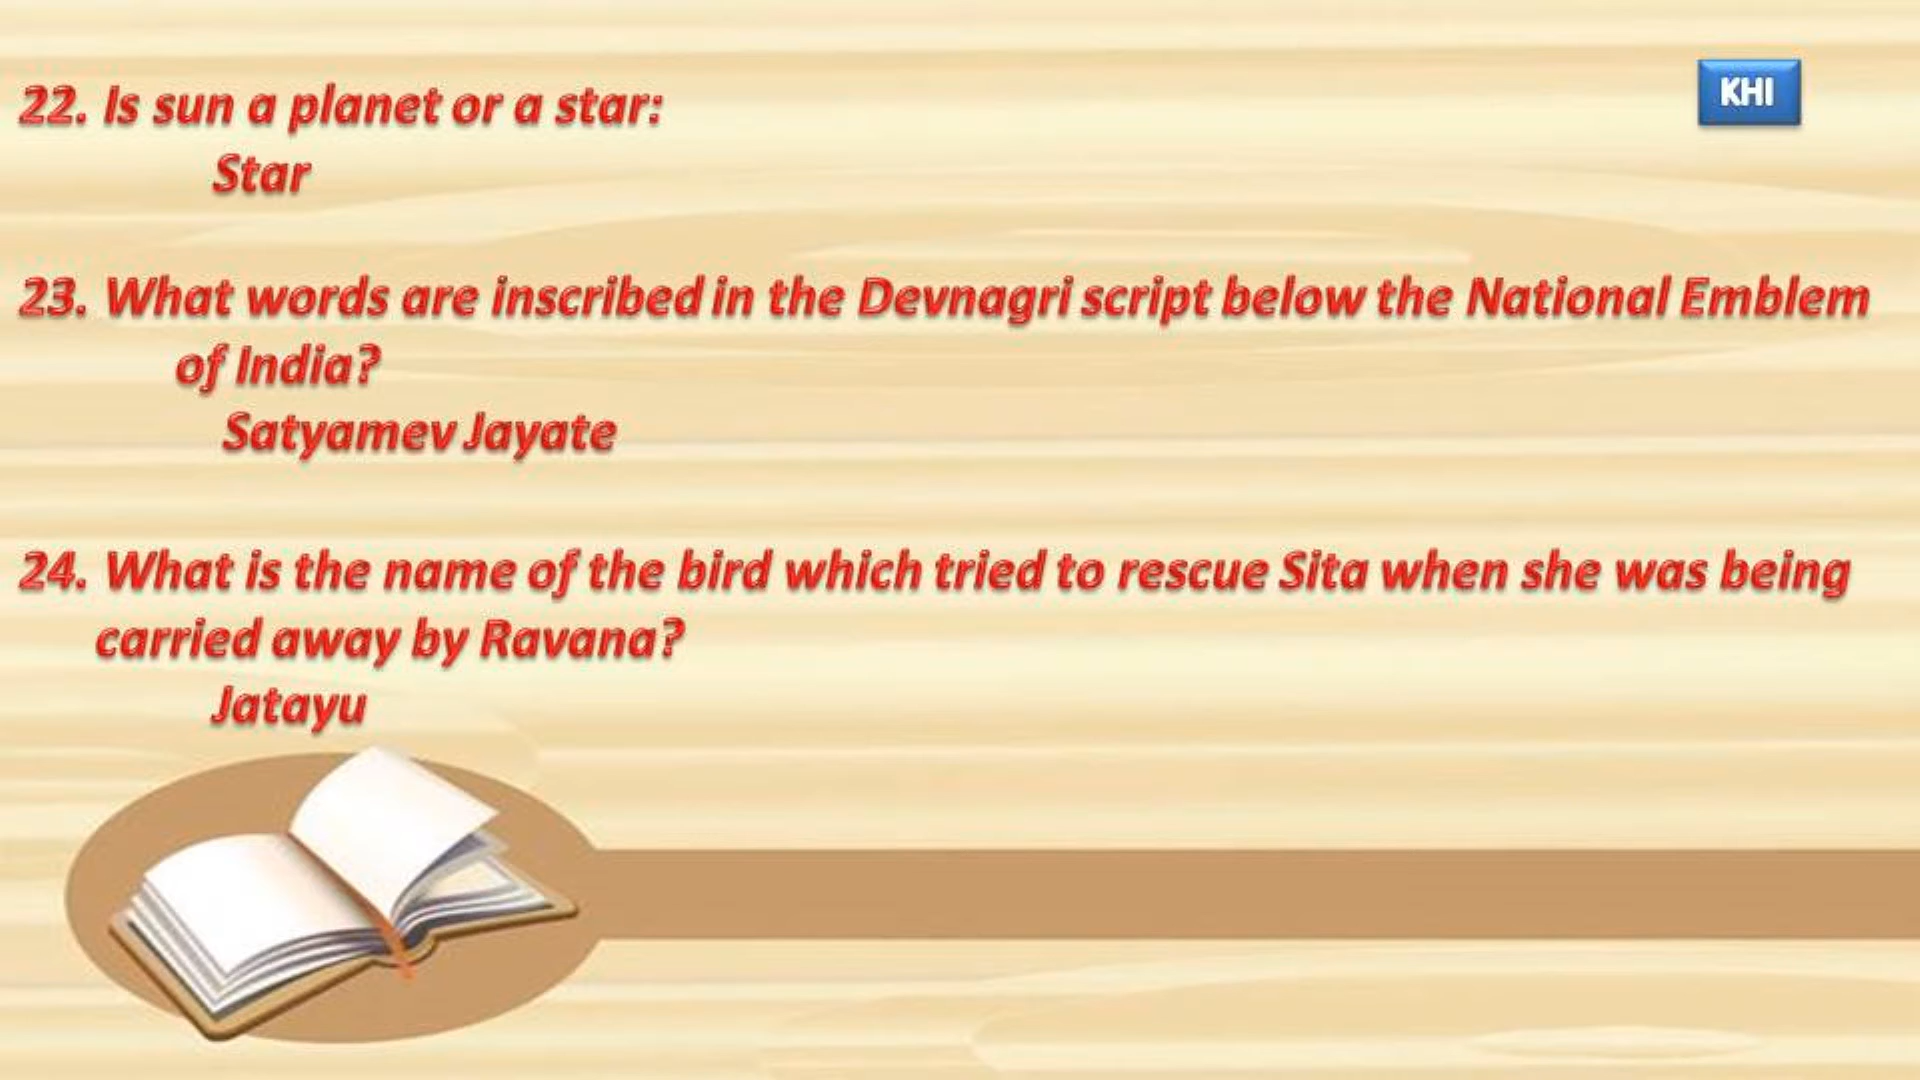 KHI
22. Is sun a planet or a star:
Star
23. What words are inscribed in the Devnagri script below the National Emblem
of India?
Satyamev Jayate
24. What is the name of the bird which tried to rescue Sita when she was being
carried away by Ravana?
Jatayu